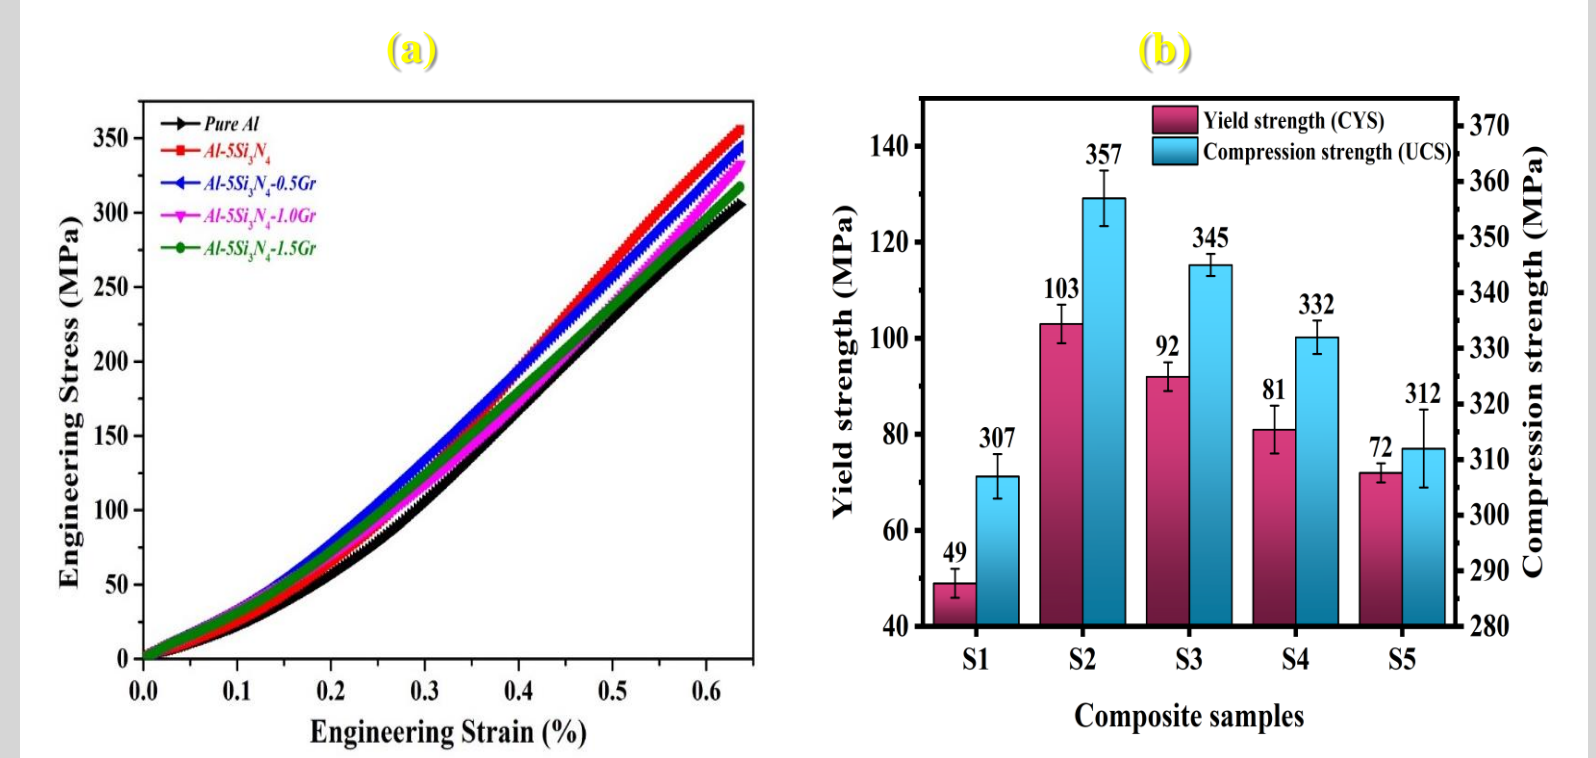 (a)
(b)
Pure Al
Al-5Si3N4
Al-5Si3N4-0.5Gr
Al-5Si3N4-1.0Gr
Al-5Si3N4-1.5Gr
Engineering Stress (MPa)
350
300
250
200
150
100
50
0
0.0 0.1 0.2 0.3 0.4 0.5 0.6
Engineering Strain (%)
Yield strength (CYS)
Compression strength (UCS)
Yield strength (MPa)
140
120
100
80
60
40
49
307
103
357
92
345
81
332
72
312
370
360
350
340
330
320
310
300
290
280
Compression strength (MPa)
S1 S2 S3 S4 S5
Composite samples